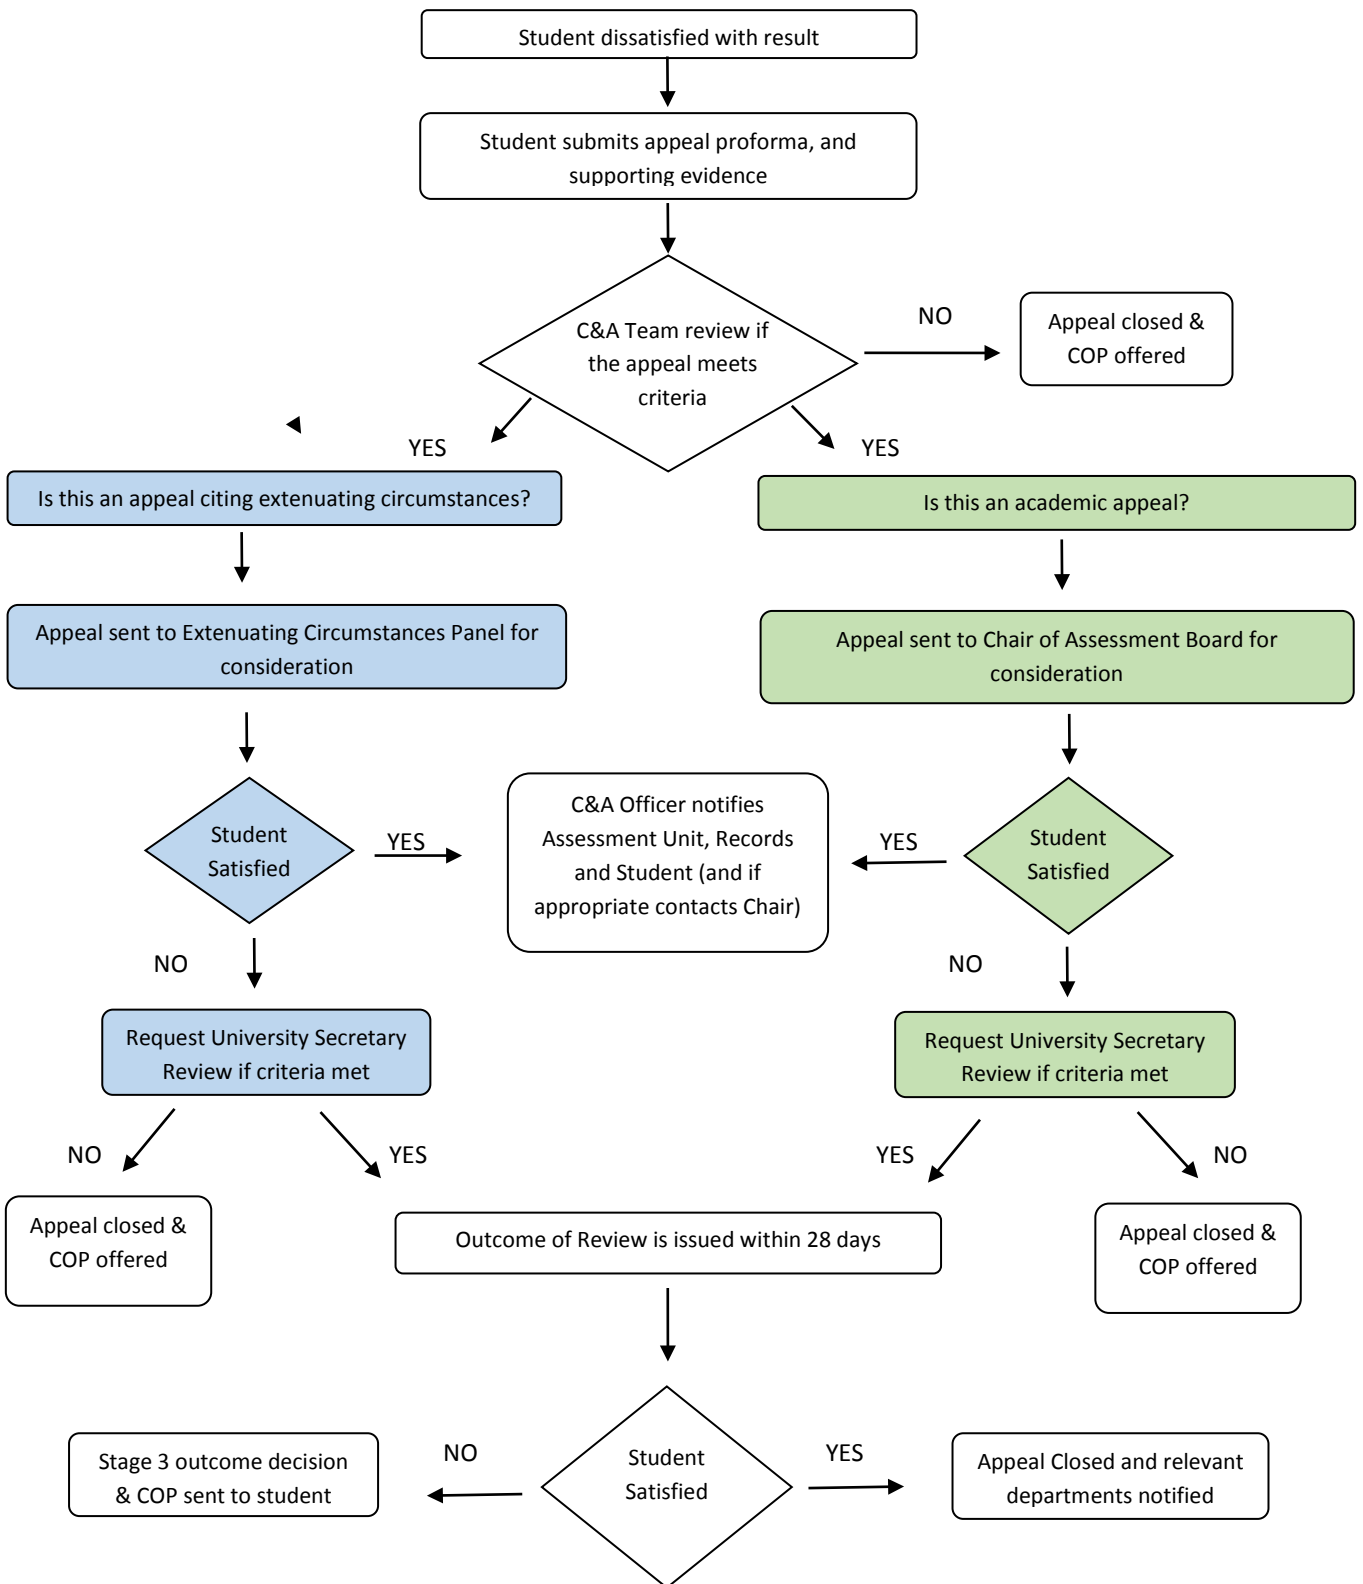 Student dissatisfied with result
Student submits appeal proforma, and
supporting evidence
C&A Team review if
the appeal meets
criteria
NO
Appeal closed &
COP offered
YES
YES
Is this an appeal citing extenuating circumstances?
Is this an academic appeal?
Appeal sent to Extenuating Circumstances Panel for
consideration
Appeal sent to Chair of Assessment Board for
consideration
Student
Satisfied
YES
C&A Officer notifies
Assessment Unit, Records
and Student (and if
appropriate contacts Chair)
YES
Student
Satisfied
NO
NO
Request University Secretary
Review if criteria met
Request University Secretary
Review if criteria met
NO
YES
YES
NO
Appeal closed &
COP offered
Outcome of Review is issued within 28 days
Appeal closed &
COP offered
Stage 3 outcome decision
& COP sent to student
NO
Student
Satisfied
YES
Appeal Closed and relevant
departments notified